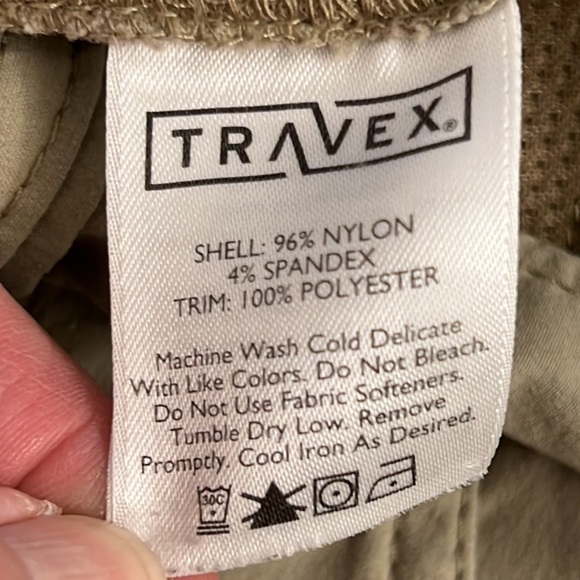 TRAVEX®
SHELL: 96% NYLON
4% SPANDEX
TRIM: 100% POLYESTER
Machine Wash Cold Delicate
With Like Colors. Do Not Bleach.
Do Not Use Fabric Softeners.
Tumble Dry Low. Remove
Promptly. Cool Iron As Desired.
30C